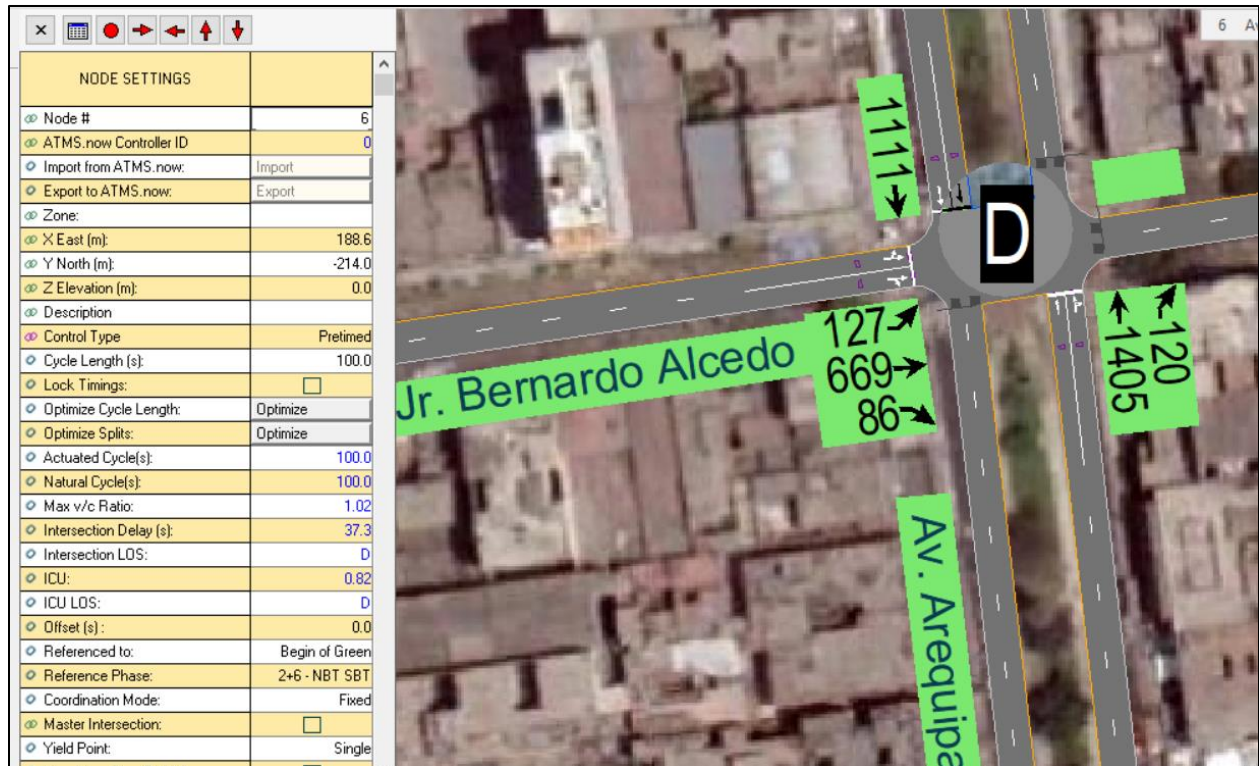 NODE SETTINGS
Node # 6
ATMS.now Controller ID 0
Import from ATMS.now: Import
Export to ATMS.now: Export
Zone:
X East (m): 188.6
Y North (m): -214.0
Z Elevation (m): 0.0
Description
Control Type Pretimed
Cycle Length (s): 100.0
Lock Timings:
Optimize Cycle Length: Optimize
Optimize Splits: Optimize
Actuated Cycle(s): 100.0
Natural Cycle(s): 100.0
Max v/c Ratio: 1.02
Intersection Delay (s): 37.3
Intersection LOS: D
ICU: 0.82
ICU LOS: D
Offset (s) : 0.0
Referenced to: Begin of Green
Reference Phase: 2+6 - NBT SBT
Coordination Mode: Fixed
Master Intersection:
Yield Point: Single
6
1111
D
127
669
86
Jr. Bernardo Alcedo
120
1405
Av. Arequipa